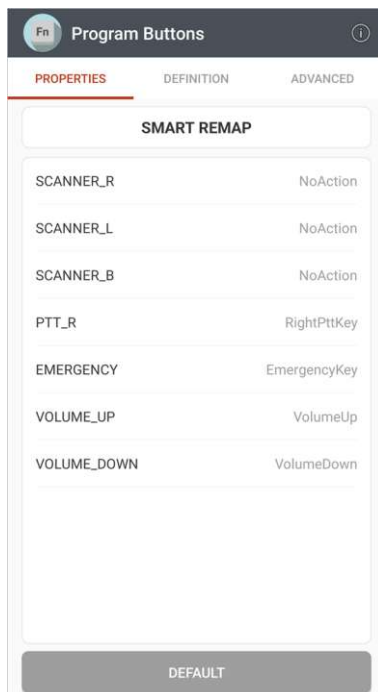 Fn Program Buttons
PROPERTIES DEFINITION ADVANCED
SMART REMAP
SCANNER_R NoAction
SCANNER_L NoAction
SCANNER_B NoAction
PTT_R RightPttKey
EMERGENCY EmergencyKey
VOLUME_UP VolumeUp
VOLUME_DOWN VolumeDown
DEFAULT